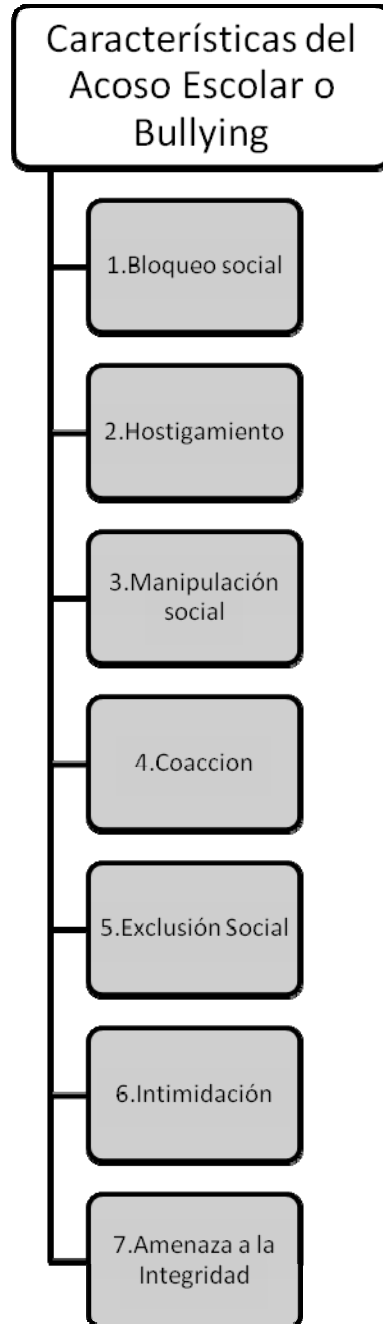 Características del
Acoso Escolar o
Bullying
1.Bloqueo social
2.Hostigamiento
3.Manipulación
social
4.Coaccion
5.Exclusión Social
6.Intimidación
7.Amenaza a la
Integridad